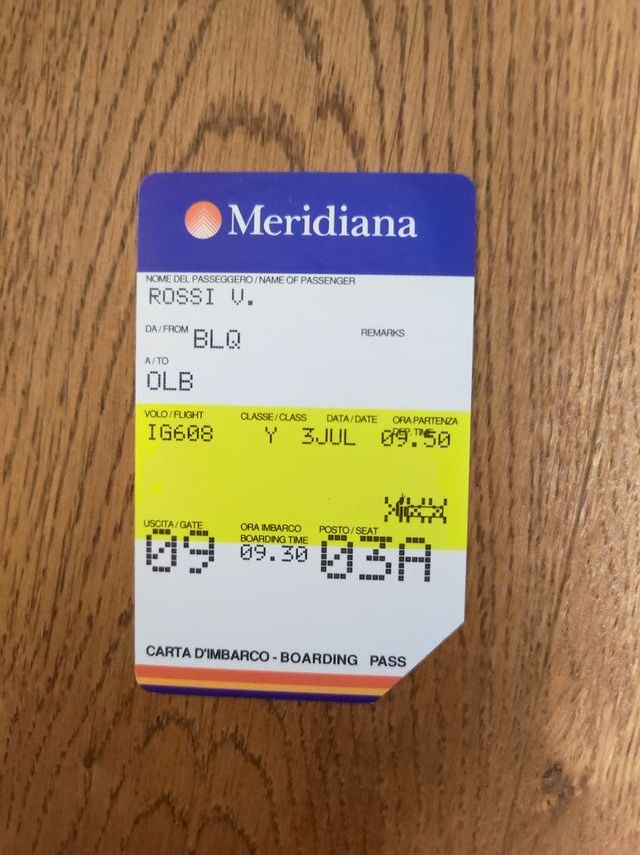 Meridiana
NOME DEL PASSEGGERO / NAME OF PASSENGER
ROSSI V.
DA / FROM BLQ REMARKS
A / TO
OLB
VOLO / FLIGHT CLASSE / CLASS DATA / DATE ORA PARTENZA
DEP. TIME
IG608 Y 3JUL 09.50
USCITA / GATE ORA IMBARCO POSTO / SEAT
BOARDING TIME
09 09.30 03A
CARTA D'IMBARCO - BOARDING PASS